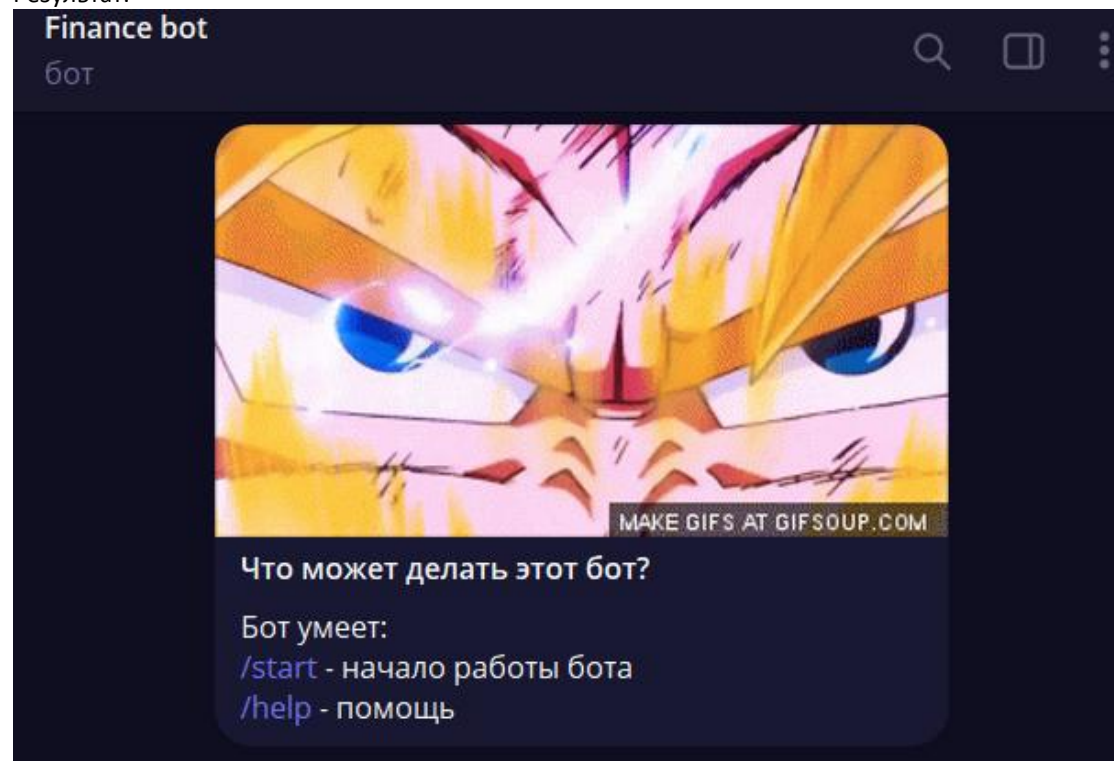 Результат:
Finance bot
бот
MAKE GIFS AT GIFSOUP.COM
Что может делать этот бот?
Бот умеет:
/start - начало работы бота
/help - помощь